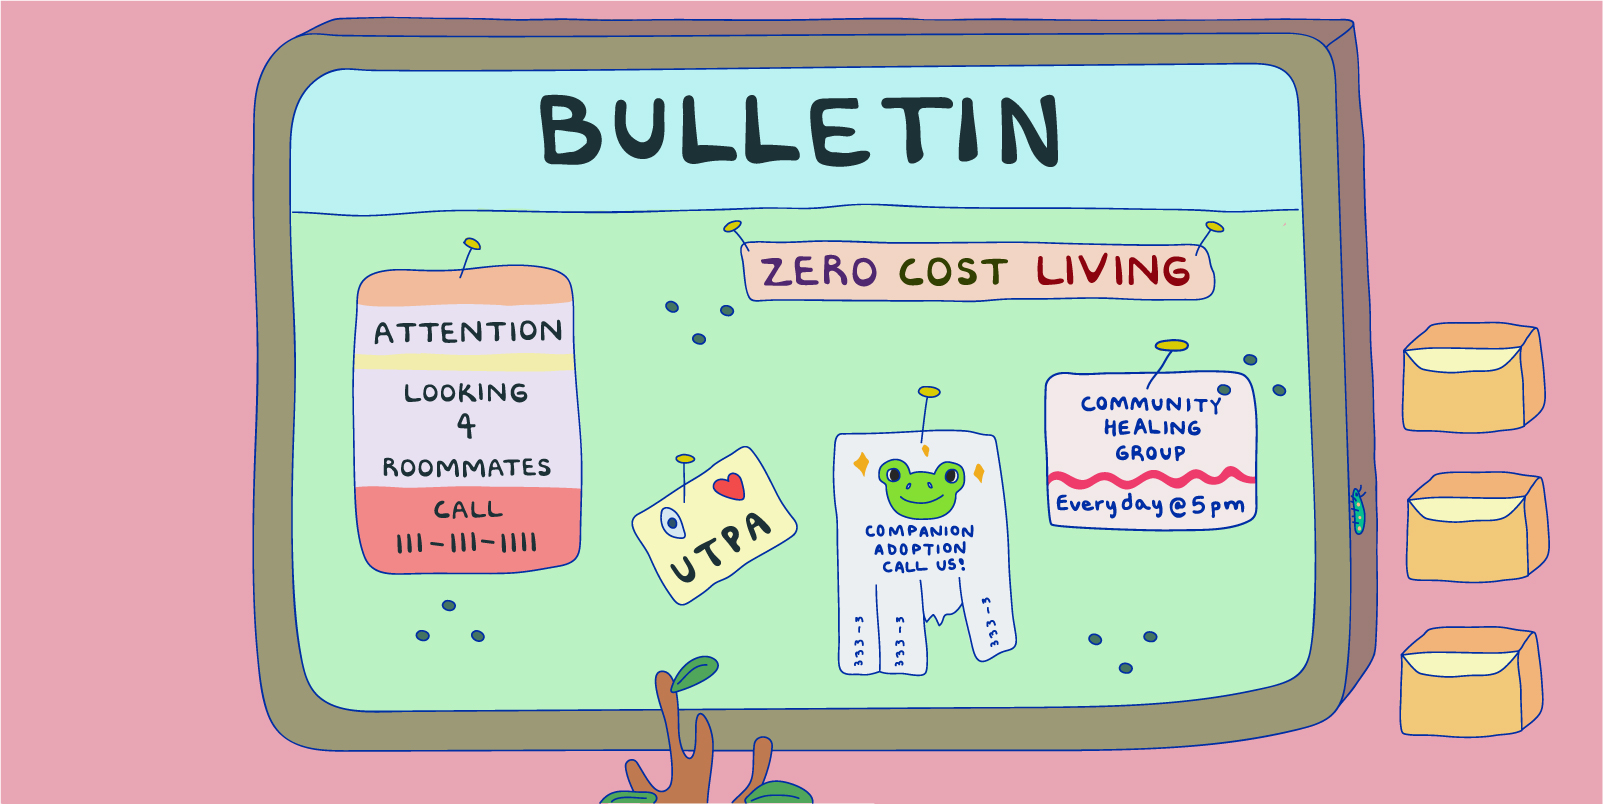 BULLETIN
ZERO COST LIVING
ATTENTION
LOOKING
4
ROOMMATES
CALL
111-111-1111
UTPA
COMPANION
ADOPTION
CALL US!
333-3
333-3
333-3
COMMUNITY
HEALING
GROUP
Everyday @ 5pm